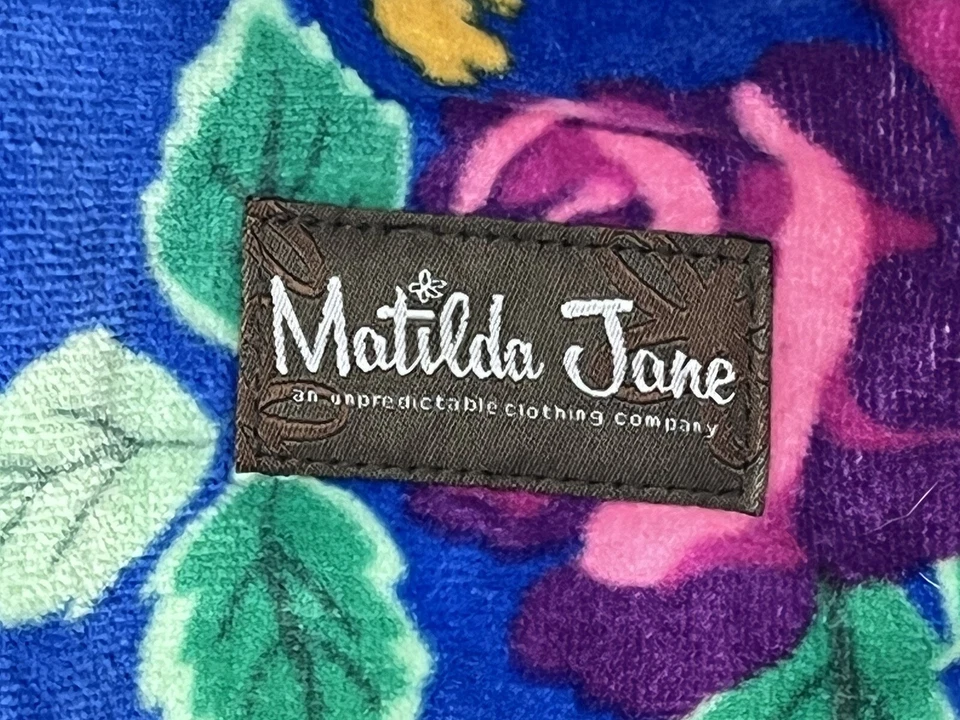 Matilda Jane
an unpredictable clothing company